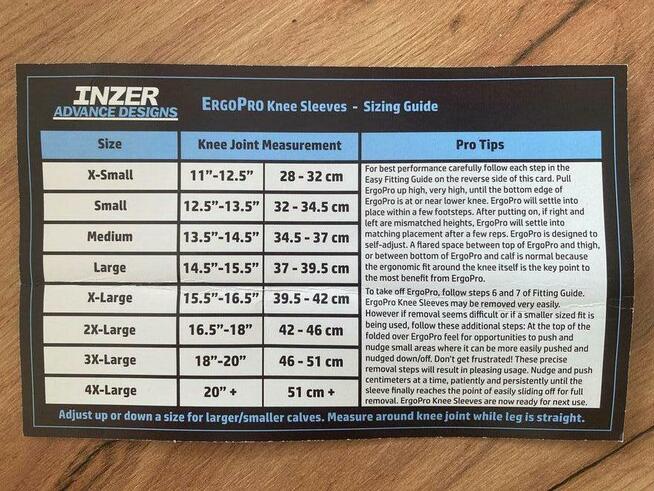 INZER
ADVANCE DESIGNS
ERGOPRO KNEE SLEEVES - SIZING GUIDE
Size Knee Joint Measurement Pro Tips
X-Small 11”-12.5” 28 - 32 cm
Small 12.5”-13.5” 32 - 34.5 cm
Medium 13.5”-14.5” 34.5 - 37 cm
Large 14.5”-15.5” 37 - 39.5 cm
X-Large 15.5”-16.5” 39.5 - 42 cm
2X-Large 16.5”-18” 42 - 46 cm
3X-Large 18”-20” 46 - 51 cm
4X-Large 20” + 51 cm +
For best performance carefully follow each step in the
Easy Fitting Guide on the reverse side of this card. Pull
ErgoPro up high, very high, until the bottom edge of
ErgoPro is at or near lower knee. ErgoPro will settle into
place within a few footsteps. After putting on, if right and
left are mismatched heights, ErgoPro will settle into
matching placement after a few reps. ErgoPro is designed to
self-adjust. A flared space between top of ErgoPro and thigh,
or between bottom of ErgoPro and calf is normal because
the ergonomic fit around the knee itself is the key point to
the most benefit from ErgoPro.
To take off ErgoPro, follow steps 6 and 7 of Fitting Guide.
ErgoPro Knee Sleeves may be removed very easily.
However if removal seems difficult or if a smaller sized fit is
being used, follow these additional steps: At the top of the
folded over ErgoPro feel for opportunities to push and
nudge small areas where it can be more easily pushed and
nudged down/off. Don't get frustrated! These precise
removal steps will result in pleasing usage. Nudge and push
centimeters at a time, patiently and persistently until the
sleeve finally reaches the point of easily sliding off for full
removal. ErgoPro Knee Sleeves are now ready for next use.
Adjust up or down a size for larger/smaller calves. Measure around knee joint while leg is straight.